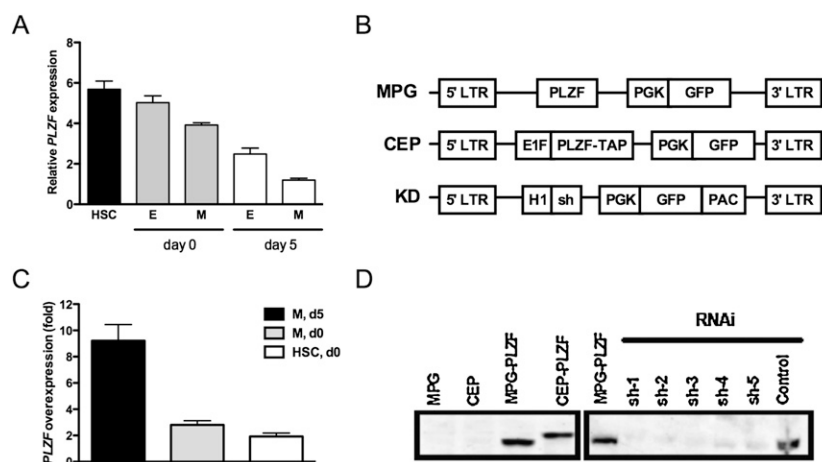 A
Relative PLZF expression
8
6
4
2
0
HSC
E
M
E
M
day 0
day 5
B
MPG
5' LTR
PLZF
PGK
GFP
3' LTR
CEP
5' LTR
E1F
PLZF-TAP
PGK
GFP
3' LTR
KD
5' LTR
H1
sh
PGK
GFP
PAC
3' LTR
C
PLZF overexpression (fold)
12
10
8
6
4
2
0
M, d5
M, d0
HSC, d0
D
RNAi
MPG
CEP
MPG-PLZF
CEP-PLZF
MPG-PLZF
sh-1
sh-2
sh-3
sh-4
sh-5
Control